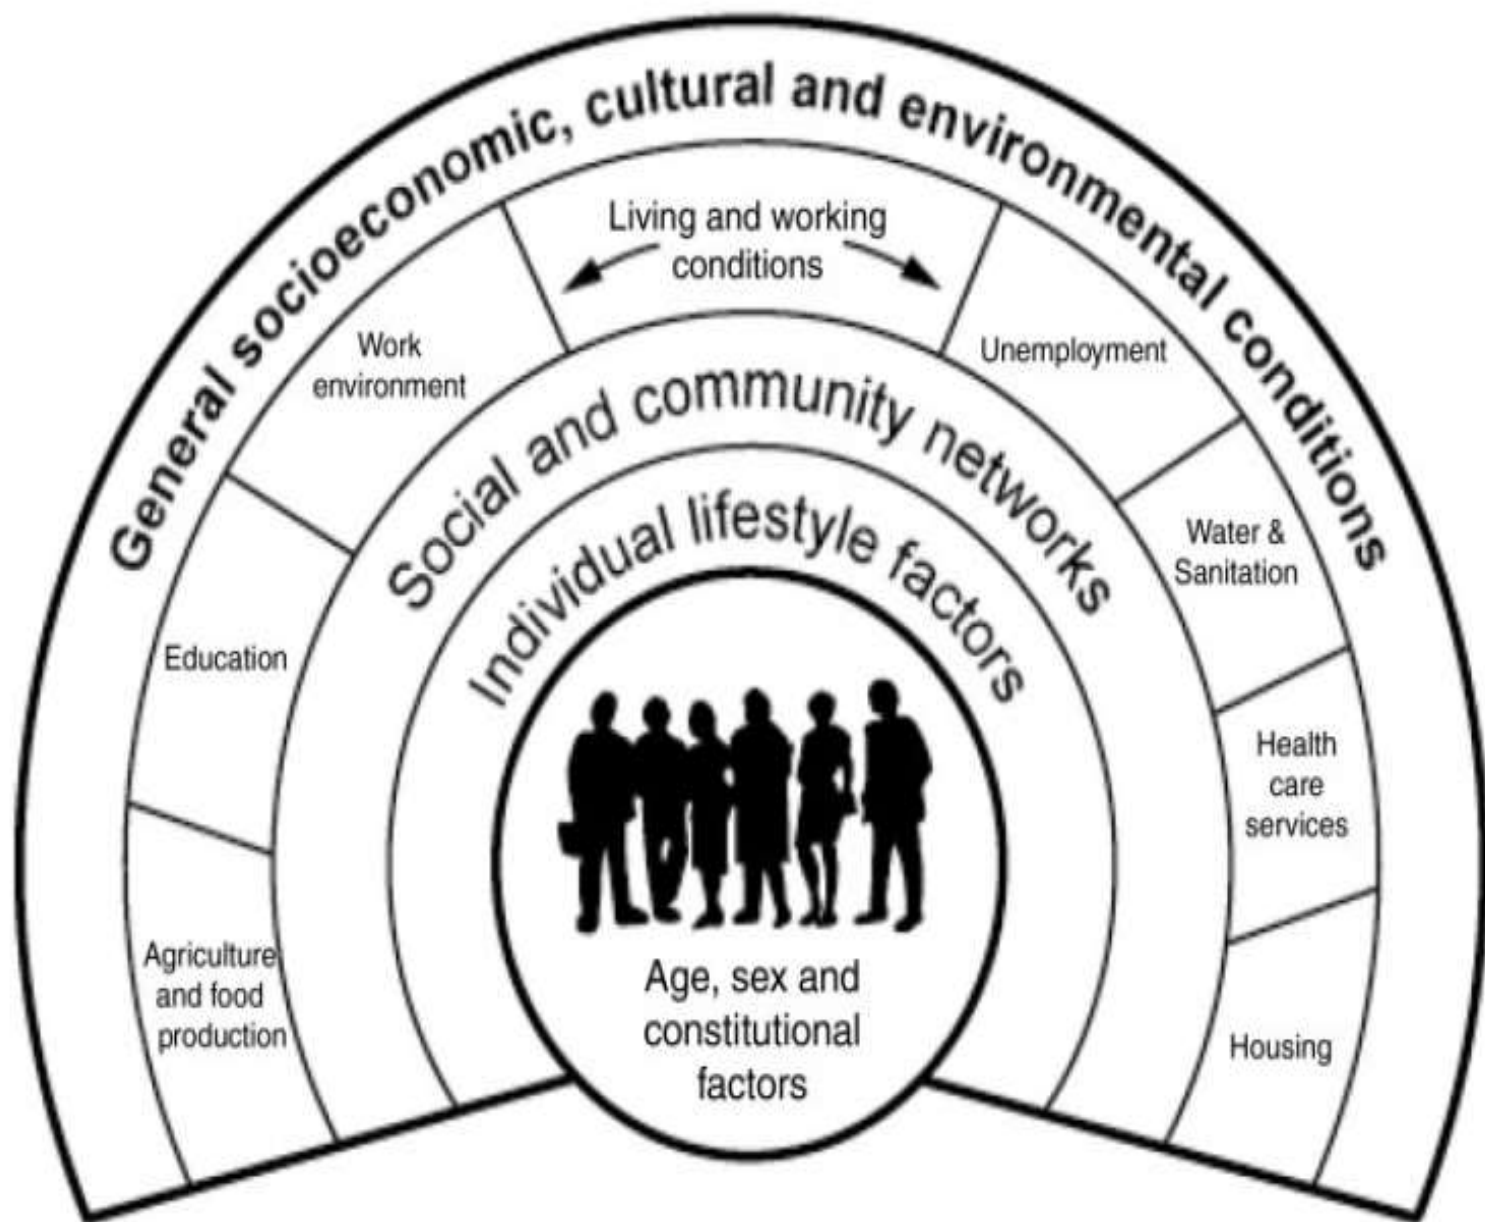 General socioeconomic, cultural and environmental conditions
Living and working
conditions
Work
environment
Unemployment
Education
Water &
Sanitation
Agriculture
and food
production
Health
care
services
Housing
Social and community networks
Individual lifestyle factors
Age, sex and
constitutional
factors